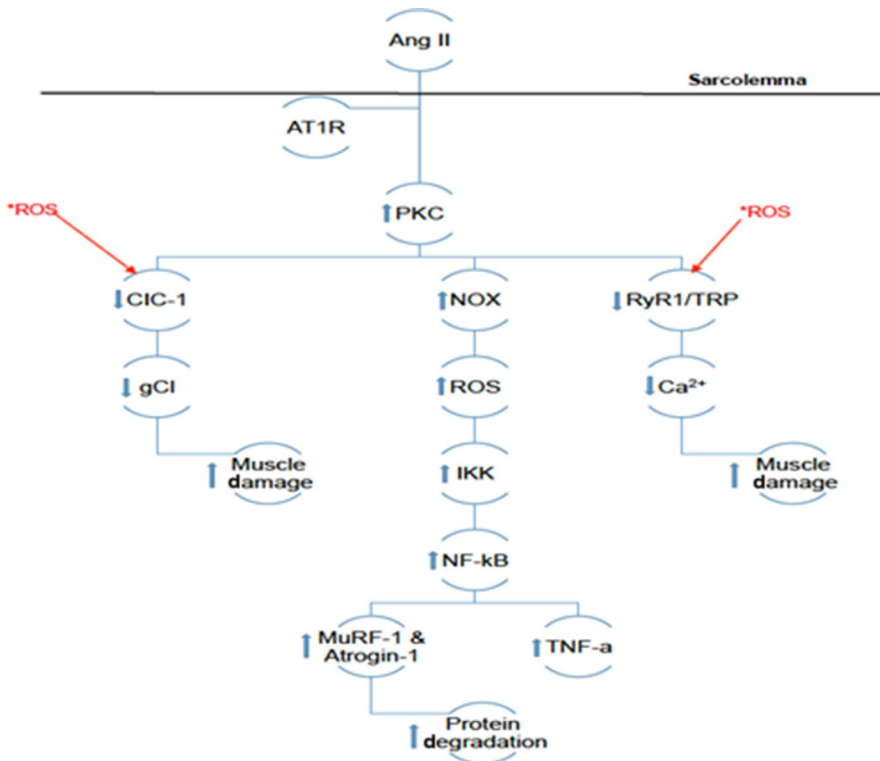 Ang II
Sarcolemma
AT1R
PKC
*ROS
*ROS
ClC-1
NOX
RyR1/TRP
gCl
ROS
Ca²⁺
Muscle
damage
IKK
Muscle
damage
NF-kB
MuRF-1 &
Atrogin-1
TNF-a
Protein
degradation